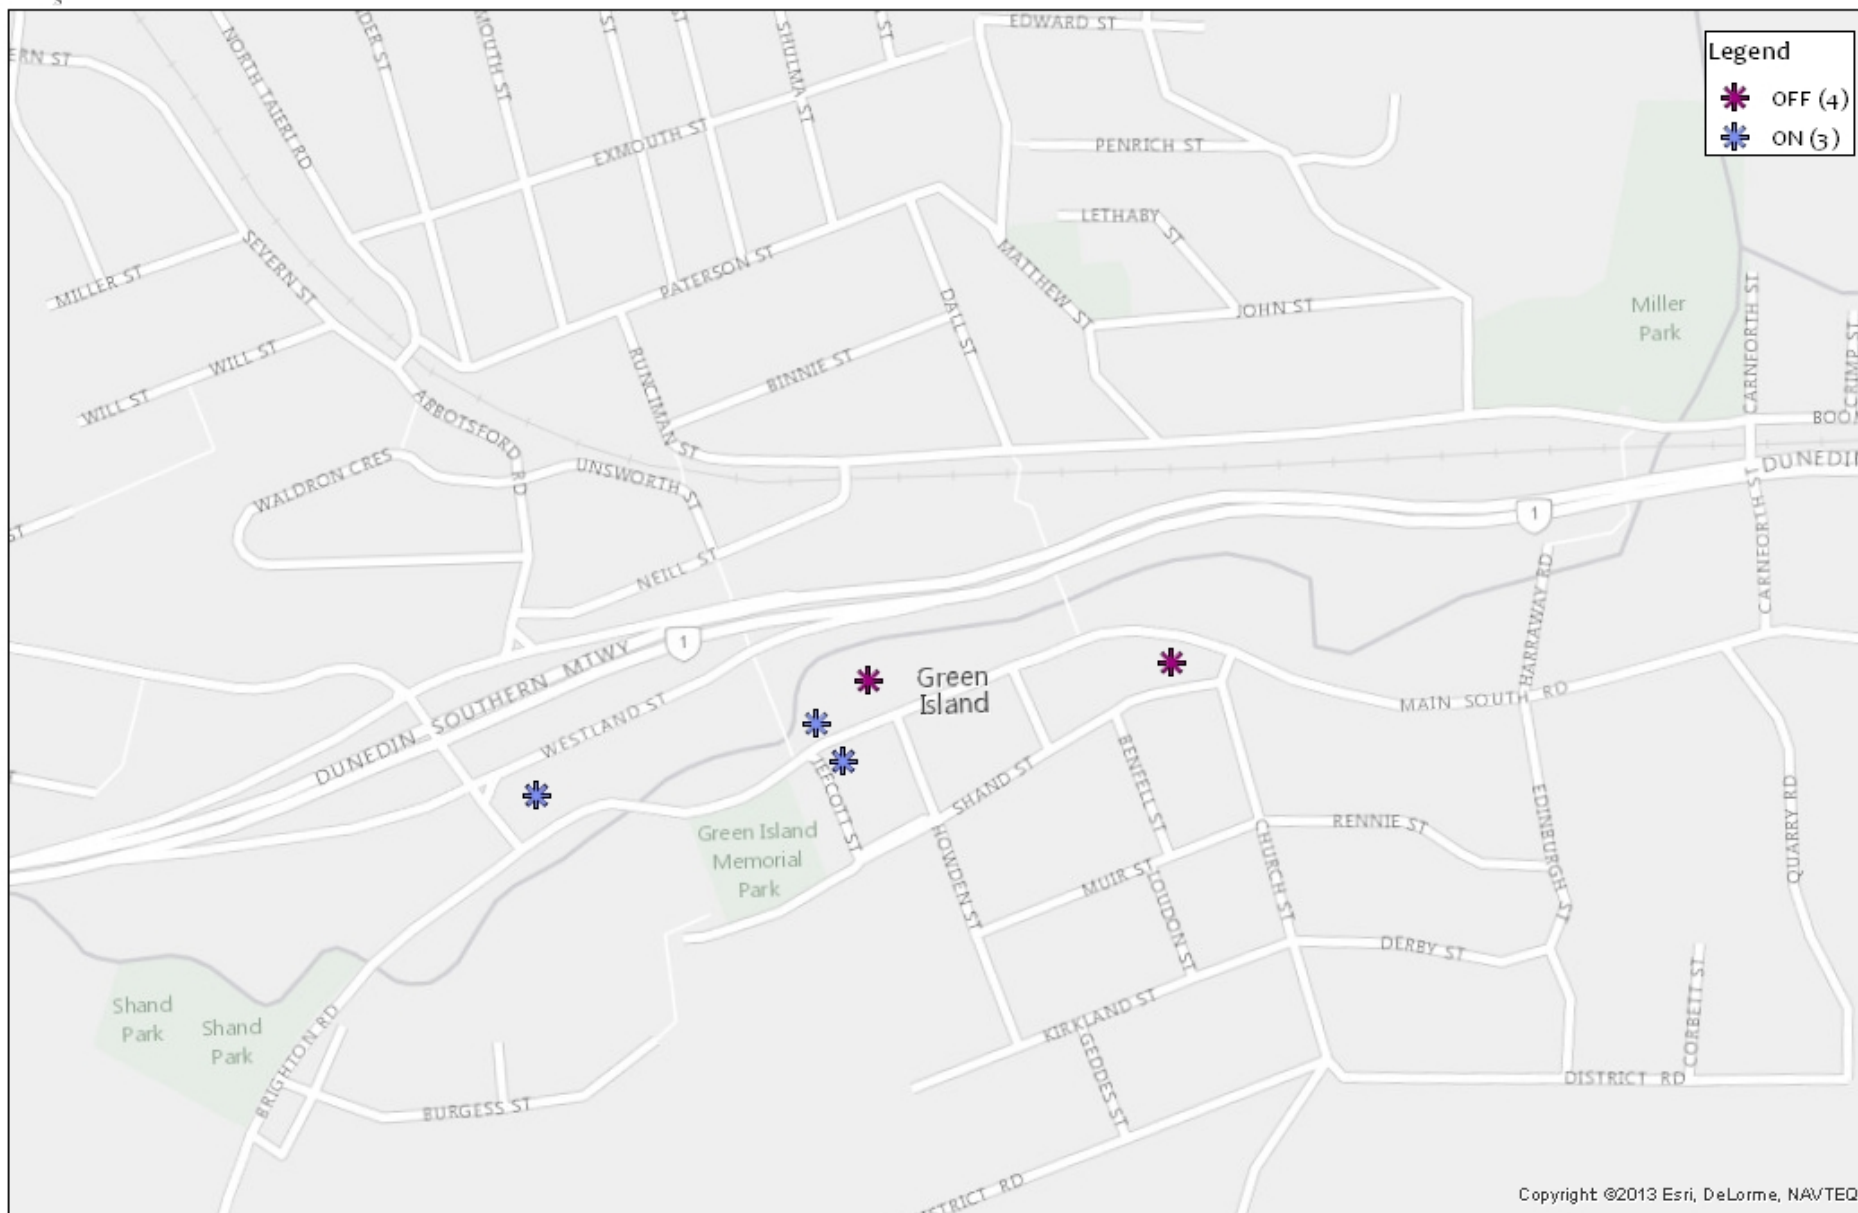 EDWARD ST
Legend
OFF (4)
ON (3)
ERN ST
NORTH TAIERI RD
DER ST
MOUTH ST
ST
ST
SHULMA ST
ST
EXMOUTH ST
PENRICH ST
LETHABY ST
MILLER ST
SEVERN ST
PATERSON ST
MATTHEW ST
DALL ST
JOHN ST
Miller
Park
CARNFORTH ST
CRIMP ST
WILL ST
WILL ST
RUNCIMAN ST
BINNIE ST
ABBOTSFORD RD
WALDRON CRES
UNSWORTH ST
DUNEDIN
ST
1
CARNFORTH ST
NEILL ST
1
HARRAWAY RD
Green
Island
MAIN SOUTH RD
DUNEDIN SOUTHERN MTWY
WESTLAND ST
JEFFCOTT ST
SHAND ST
BENFELL ST
EDINBURGH ST
QUARRY RD
Green Island
Memorial
Park
HOWDEN ST
CHURCH ST
RENNIE ST
MUIR ST
LOUDON ST
DERBY ST
Shand
Park
Shand
Park
BRIGHTON RD
KIRKLAND ST
GEDDES ST
CORBETT ST
BURGESS ST
DISTRICT RD
STRICT RD
Copyright ©2013 Esri, DeLorme, NAVTEQ